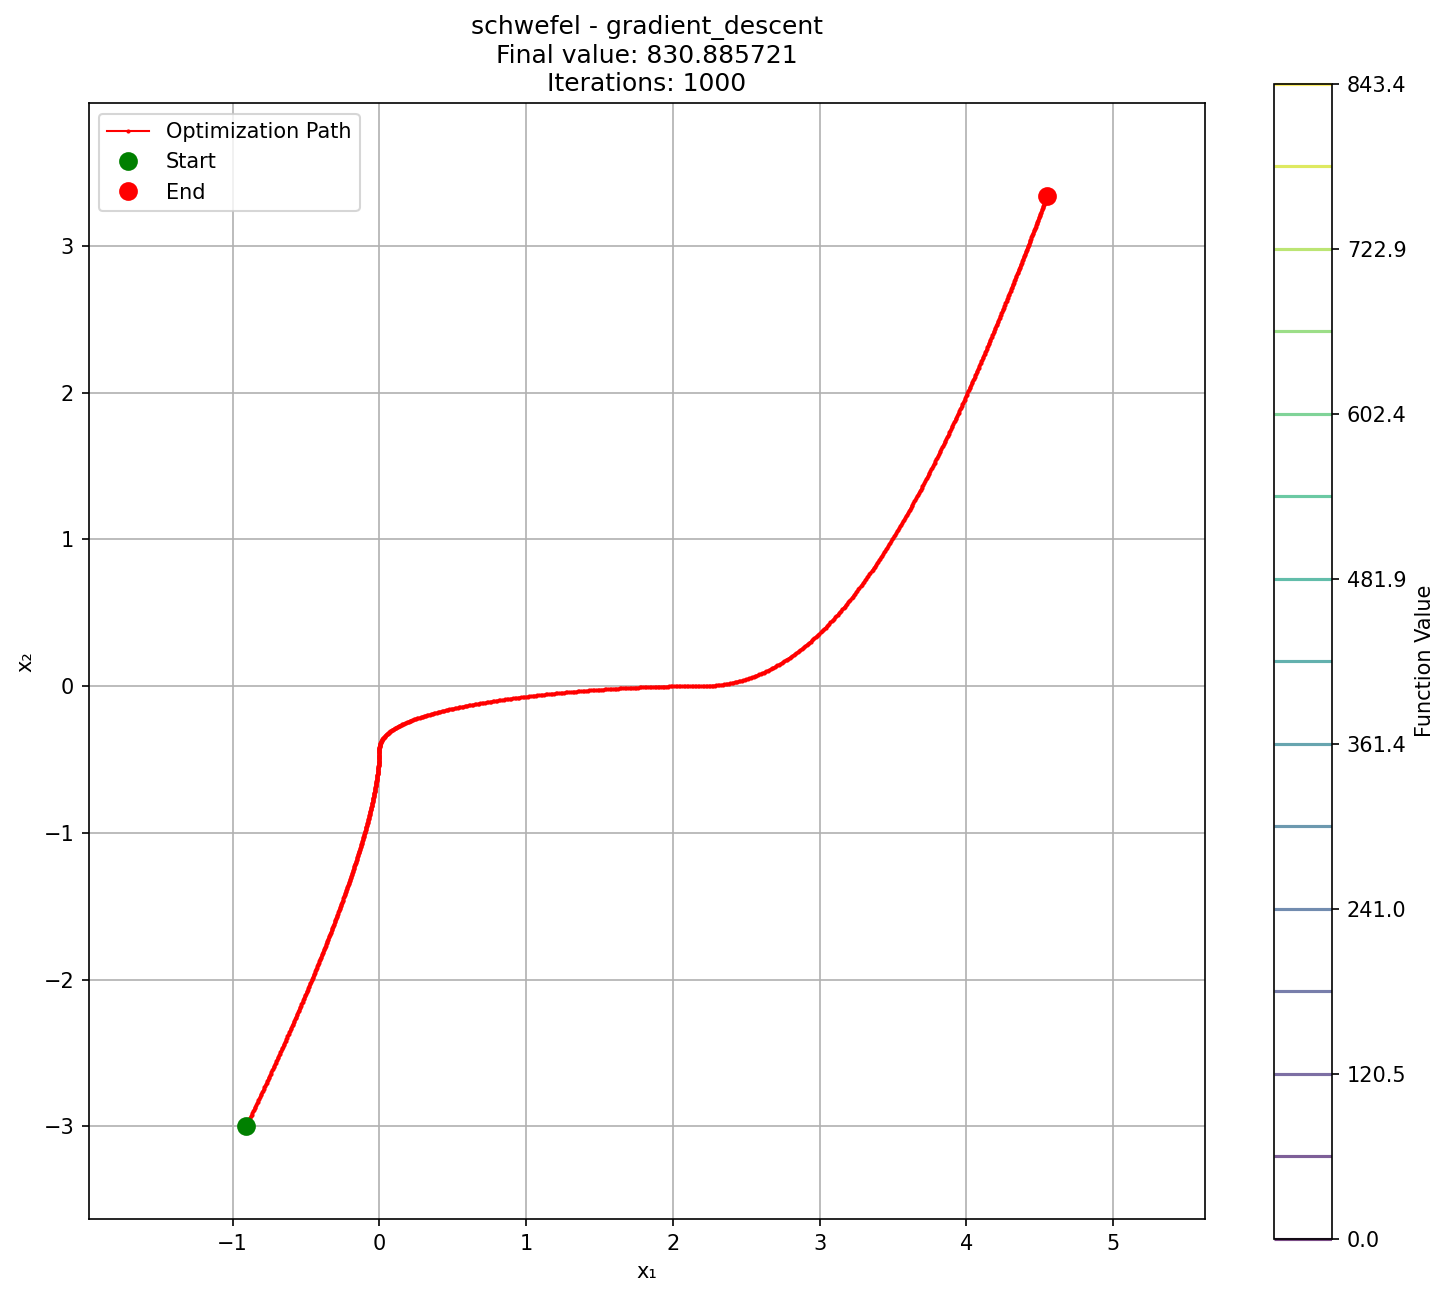 schwefel - gradient_descent
Final value: 830.885721
Iterations: 1000
Optimization Path
Start
End
3
2
1
0
−1
−2
−3
x₂
−1
0
1
2
3
4
5
x₁
843.4
722.9
602.4
481.9
361.4
241.0
120.5
0.0
Function Value